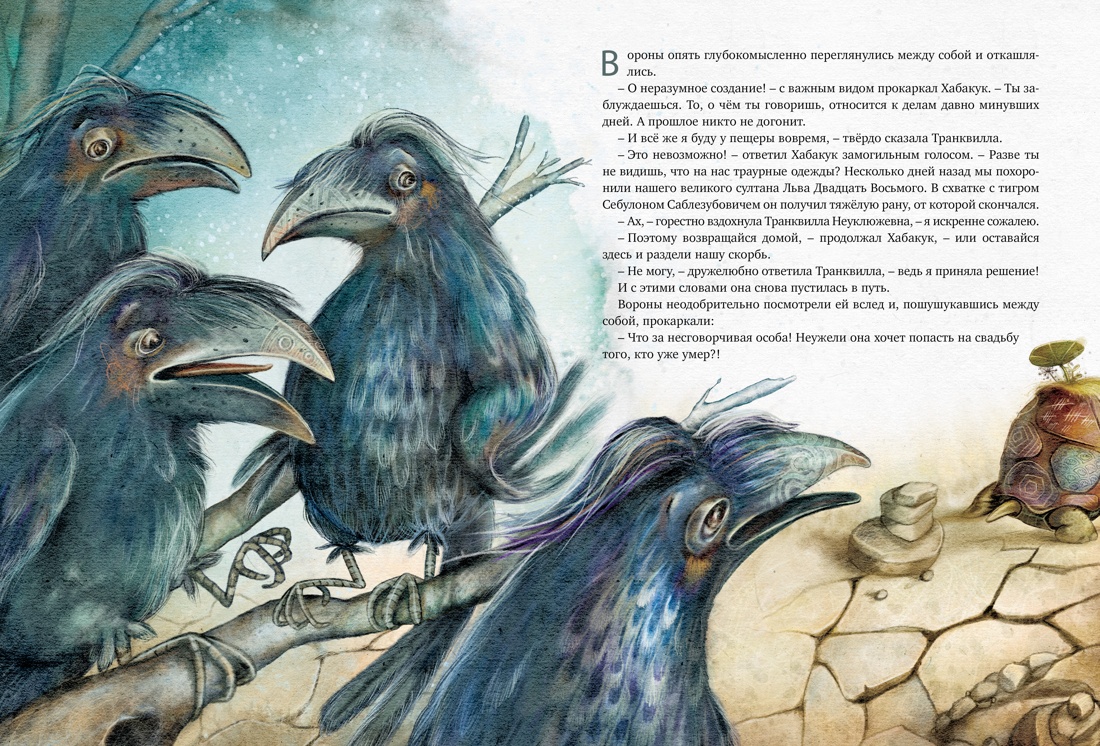 Вороны опять глубокомысленно переглянулись между собой и откашля-
лись.
– О неразумное создание! – с важным видом прокаркал Хабакук. – Ты за-
блуждаешься. То, о чём ты говоришь, относится к делам давно минувших
дней. А прошлое никто не догонит.
– И всё же я буду у пещеры вовремя, – твёрдо сказала Транквилла.
– Это невозможно! – ответил Хабакук замогильным голосом. – Разве ты
не видишь, что на нас траурные одежды? Несколько дней назад мы похоро-
нили нашего великого султана Льва Двадцать Восьмого. В схватке с тигром
Себулоном Саблезубовичем он получил тяжёлую рану, от которой скончался.
– Ах, – горестно вздохнула Транквилла Неуклюжевна, – я искренне сожалею.
– Поэтому возвращайся домой, – продолжал Хабакук, – или оставайся
здесь и раздели нашу скорбь.
– Не могу, – дружелюбно ответила Транквилла, – ведь я приняла решение!
И с этими словами она снова пустилась в путь.
Вороны неодобрительно посмотрели ей вслед и, пошушукавшись между
собой, прокаркали:
– Что за несговорчивая особа! Неужели она хочет попасть на свадьбу
того, кто уже умер?!